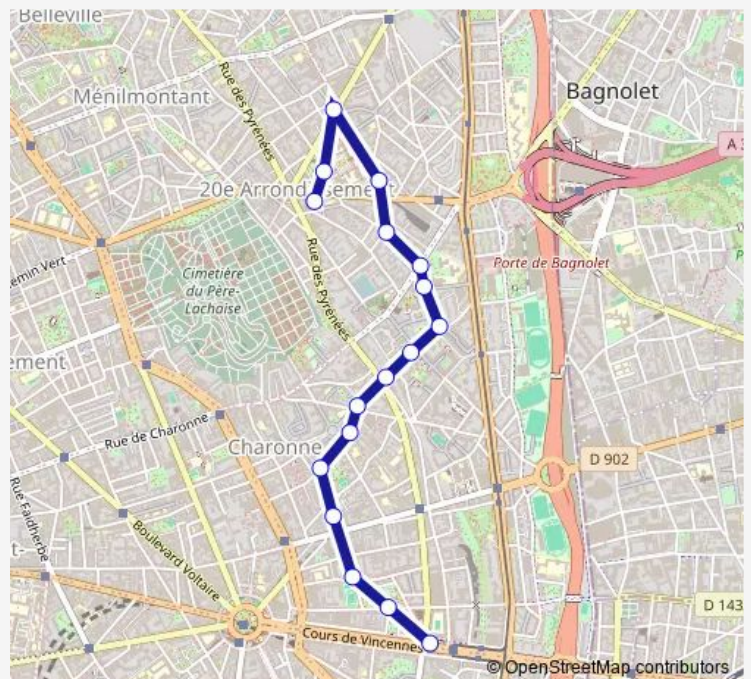 Belleville
Ménilmontant
Rue des Pyrénées
Bagnolet
A 3
20e Arrondissement
Porte de Bagnolet
emin Vert
Cimetière
du Père-
Lachaise
Rue des Pyrénées
ement
Rue de Charonne
Charonne
D 902
Rue Faidherbe
Boulevard Voltaire
t-
D 143
Cours de Vincennes
© OpenStreetMap contributors